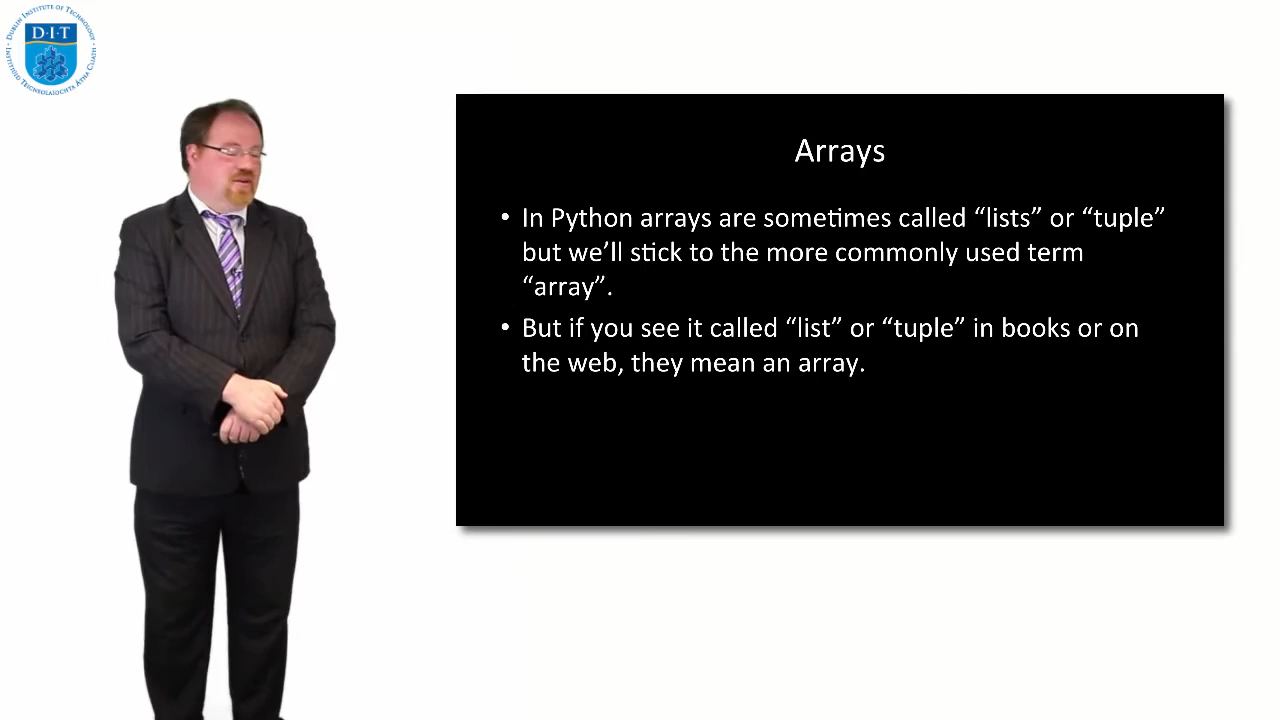 DUBLIN INSTITUTE OF TECHNOLOGY
D·I·T
INSTITIÚID TEICNEOLAÍOCHTA ÁTHA CLIATH
Arrays
• In Python arrays are sometimes called “lists” or “tuple”
but we’ll stick to the more commonly used term
“array”.
• But if you see it called “list” or “tuple” in books or on
the web, they mean an array.